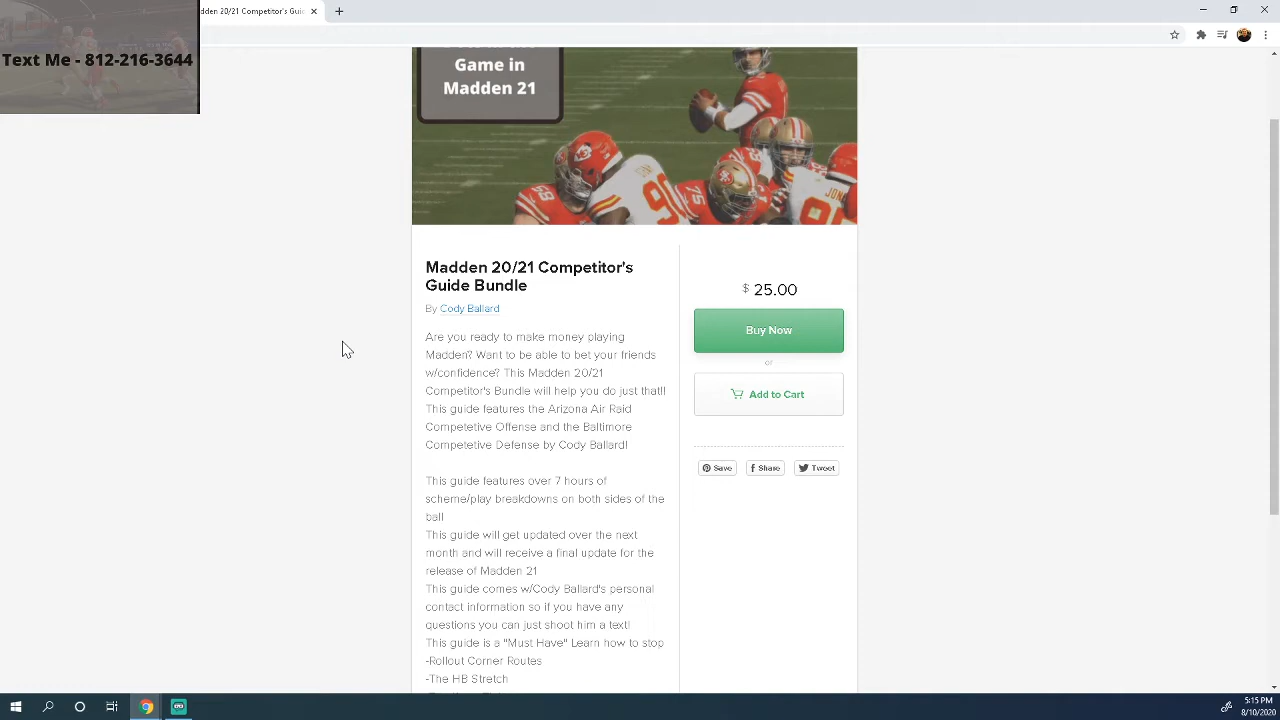 dden 20/21 Competitor's Guid
Text Me - 812-216-3644
Game in
Madden 21
Madden 20/21 Competitor's
Guide Bundle
By Cody Ballard
Are you ready to make money playing
Madden? Want to be able to bet your friends
w/confidence? This Madden 20/21
Competitor's Bundle will help you do just that!!
This guide features the Arizona Air Raid
Competetive Offense and the Baltimore
Competetive Defense by Cody Ballard!
This guide features over 7 hours of
scheme/play breakdowns on both sides of the
ball
This guide will get updated over the next
month and will receive a final update for the
release of Madden 21
This guide comes w/Cody Ballard's personal
contact information so if you have any
questions you can just shoot him a text!
This guide is a "Must Have" Learn how to stop
-Rollout Corner Routes
-The HB Stretch
$ 25.00
Buy Now
or
Add to Cart
Save
Share
Tweet
5:15 PM
8/10/2020